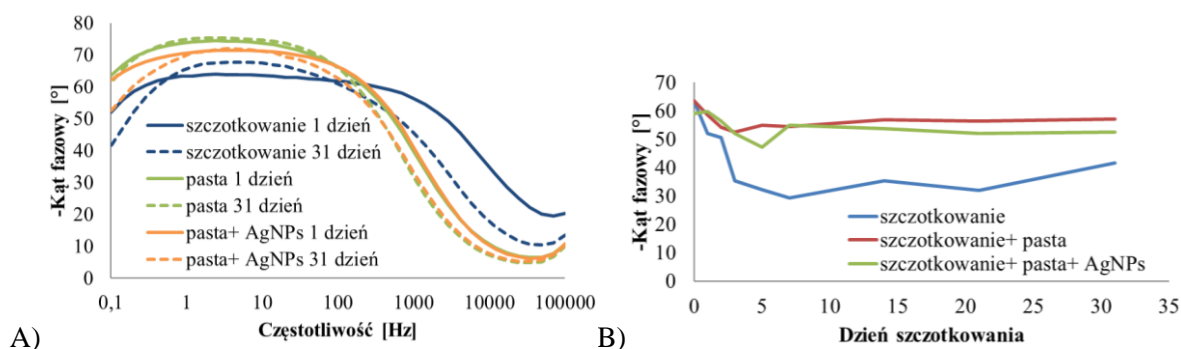 80
70
60
50
40
30
20
10
0
-Kąt fazowy [°]
szczotkowanie 1 dzień
szczotkowanie 31 dzień
pasta 1 dzień
pasta 31 dzień
pasta+ AgNPs 1 dzień
pasta+ AgNPs 31 dzień
0,1 1 10 100 1000 10000 100000
Częstotliwość [Hz]
A)
70
60
50
40
30
20
10
0
-Kąt fazowy [°]
szczotkowanie
szczotkowanie+ pasta
szczotkowanie+ pasta+ AgNPs
0 5 10 15 20 25 30 35
Dzień szczotkowania
B)